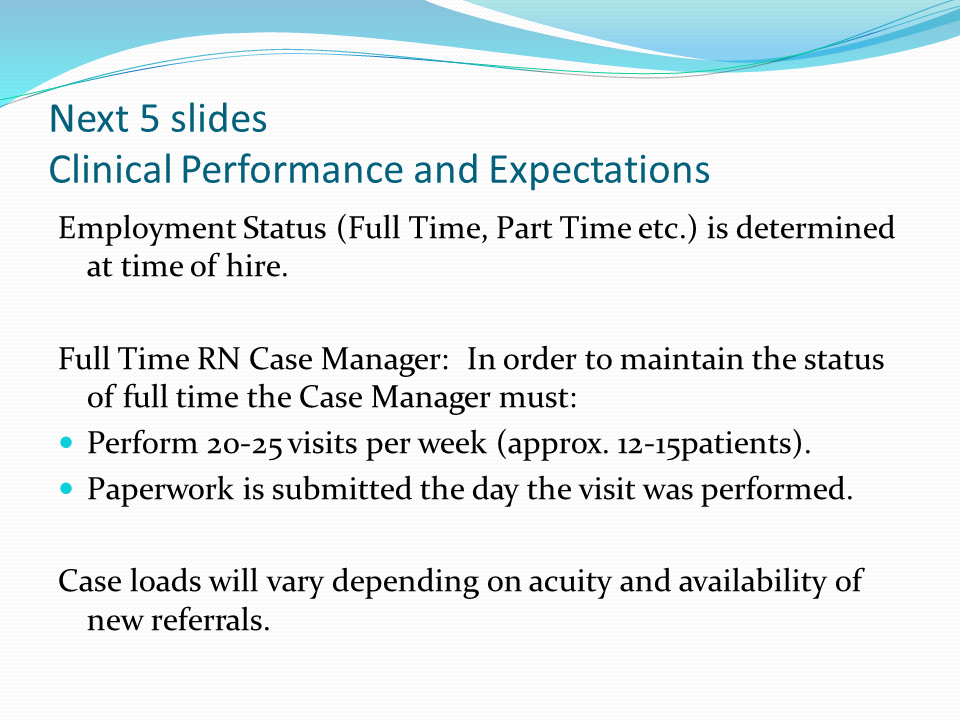 Next 5 slides
Clinical Performance and Expectations
Employment Status (Full Time, Part Time etc.) is determined
at time of hire.
Full Time RN Case Manager:  In order to maintain the status
of full time the Case Manager must:
• Perform 20-25 visits per week (approx. 12-15patients).
• Paperwork is submitted the day the visit was performed.
Case loads will vary depending on acuity and availability of
new referrals.